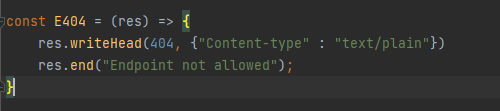 const E404 = (res) => {
    res.writeHead(404, {"Content-type" : "text/plain"})
    res.end("Endpoint not allowed");
}